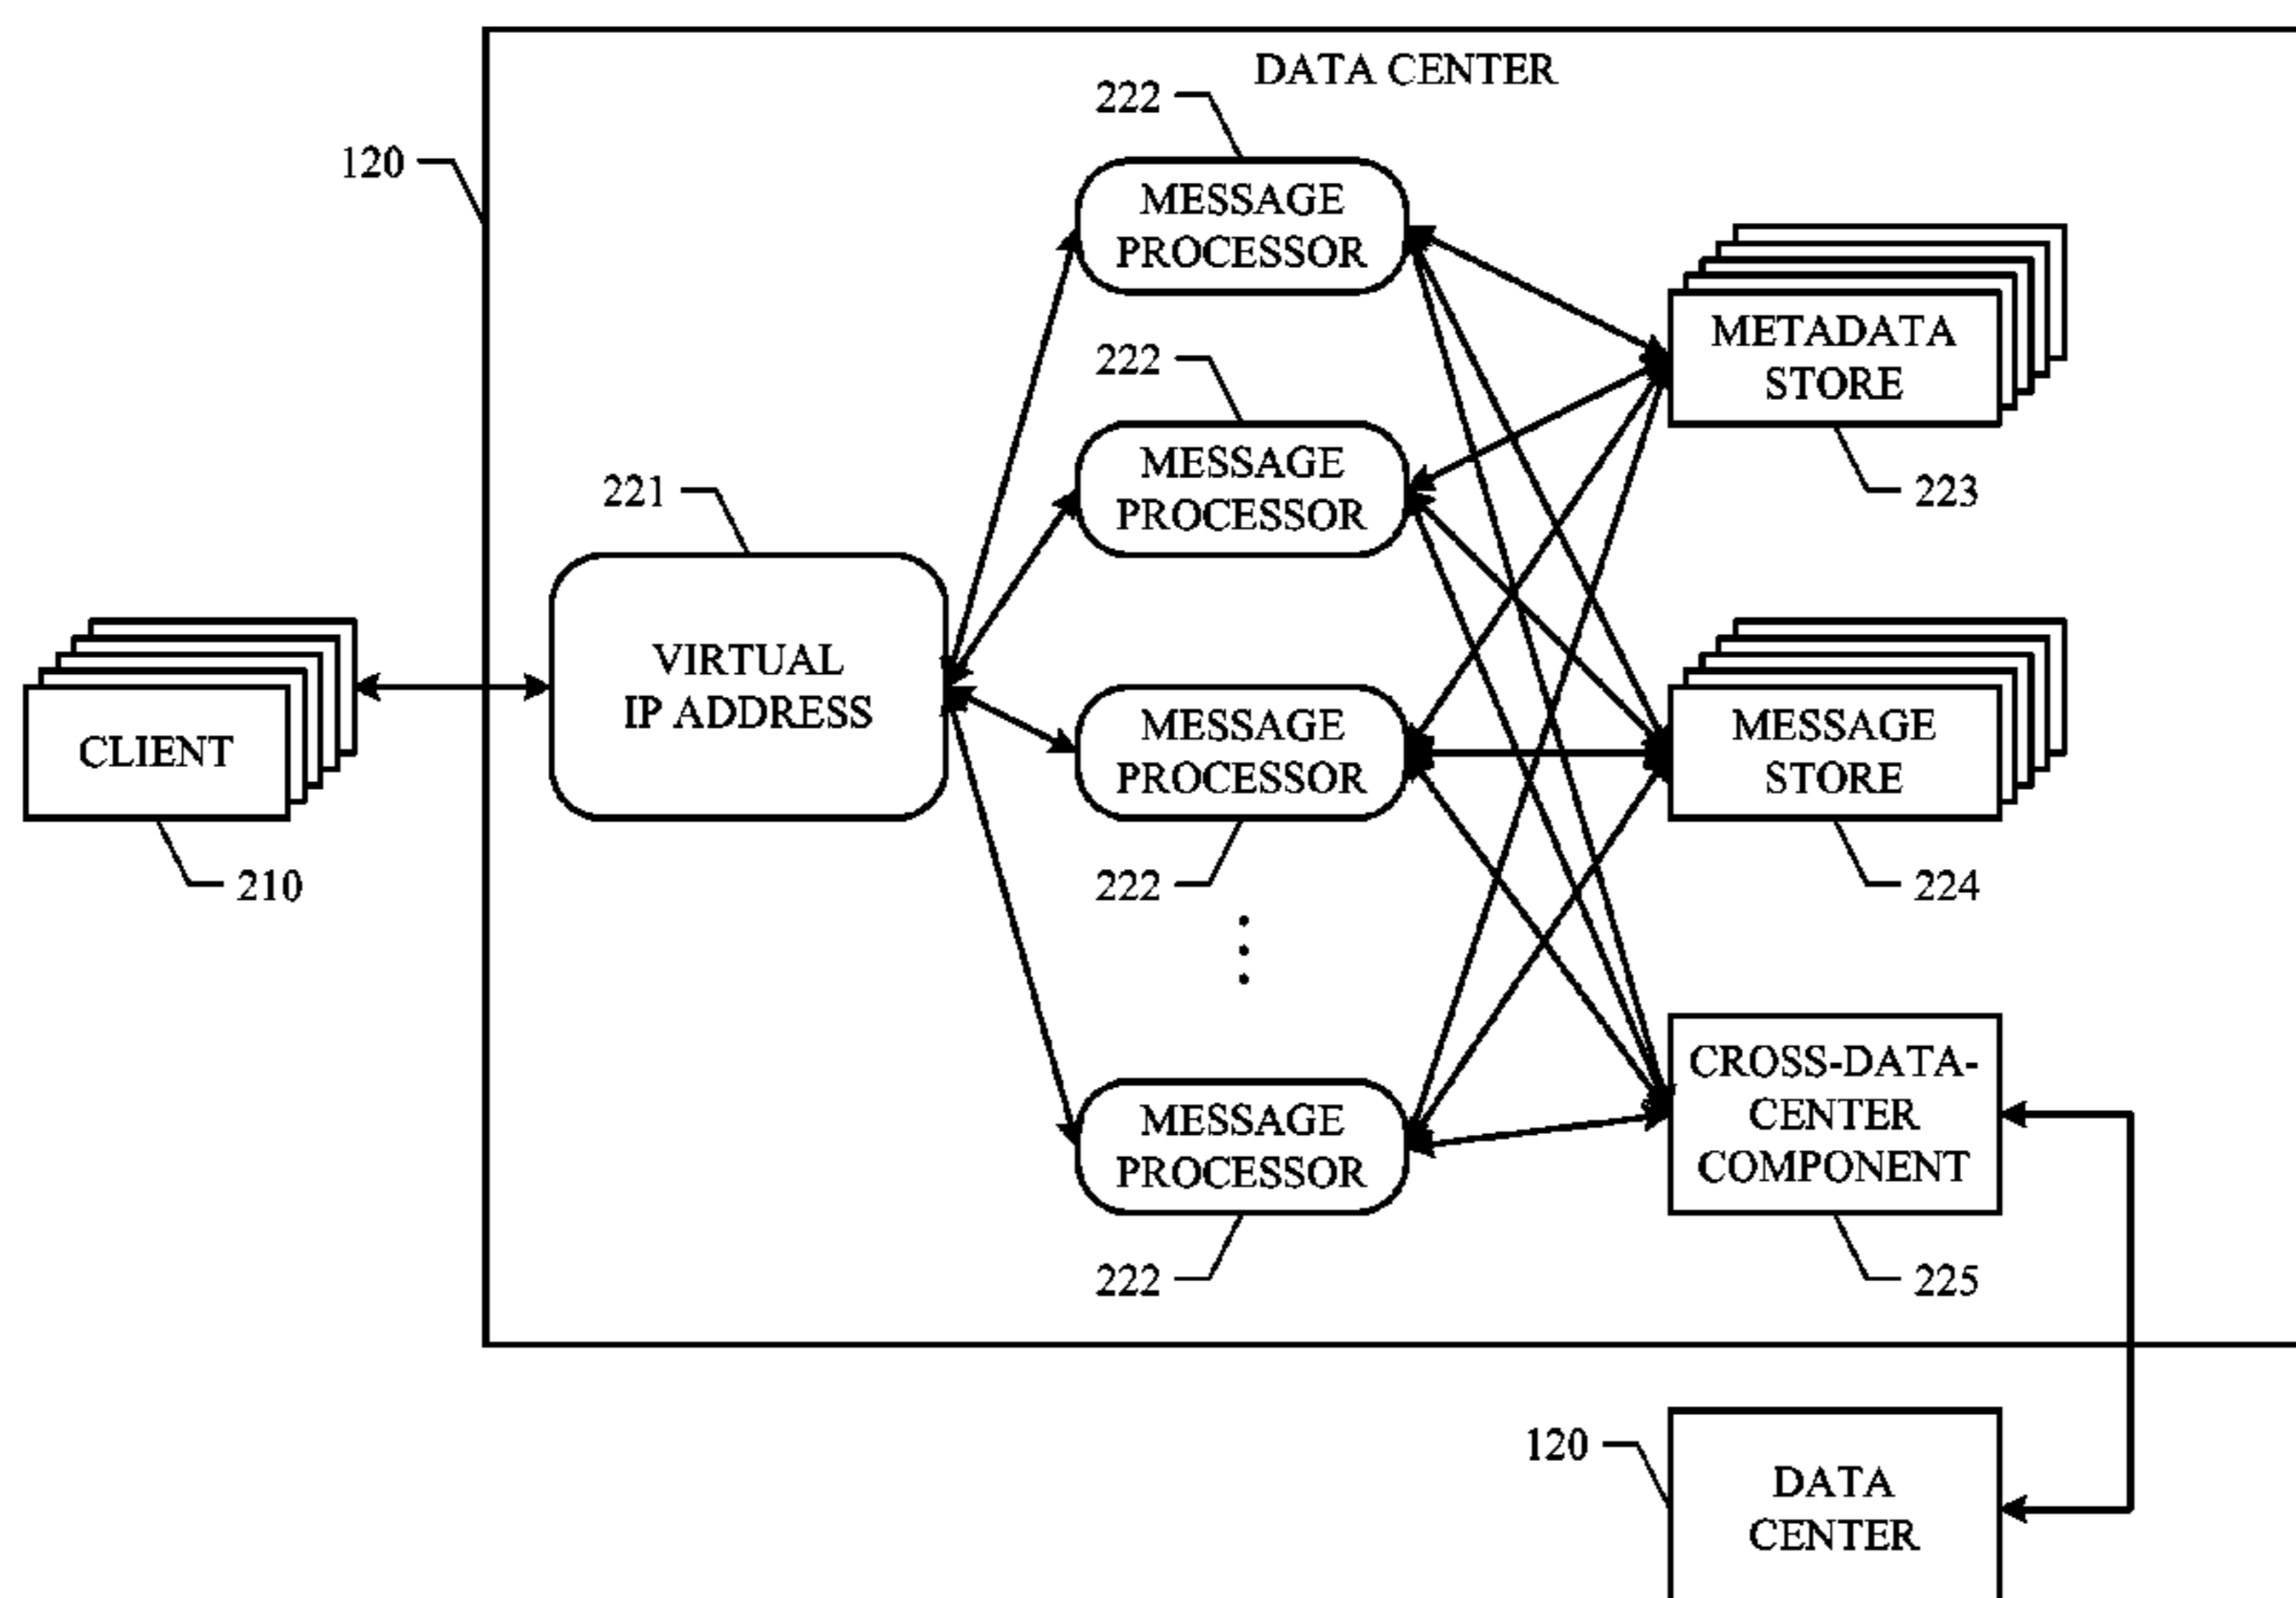 DATA CENTER
222
120
MESSAGE
PROCESSOR
METADATA
STORE
222
223
MESSAGE
PROCESSOR
221
VIRTUAL
IP ADDRESS
CLIENT
210
MESSAGE
PROCESSOR
222
MESSAGE
STORE
224
MESSAGE
PROCESSOR
222
CROSS-DATA-
CENTER
COMPONENT
225
120
DATA
CENTER